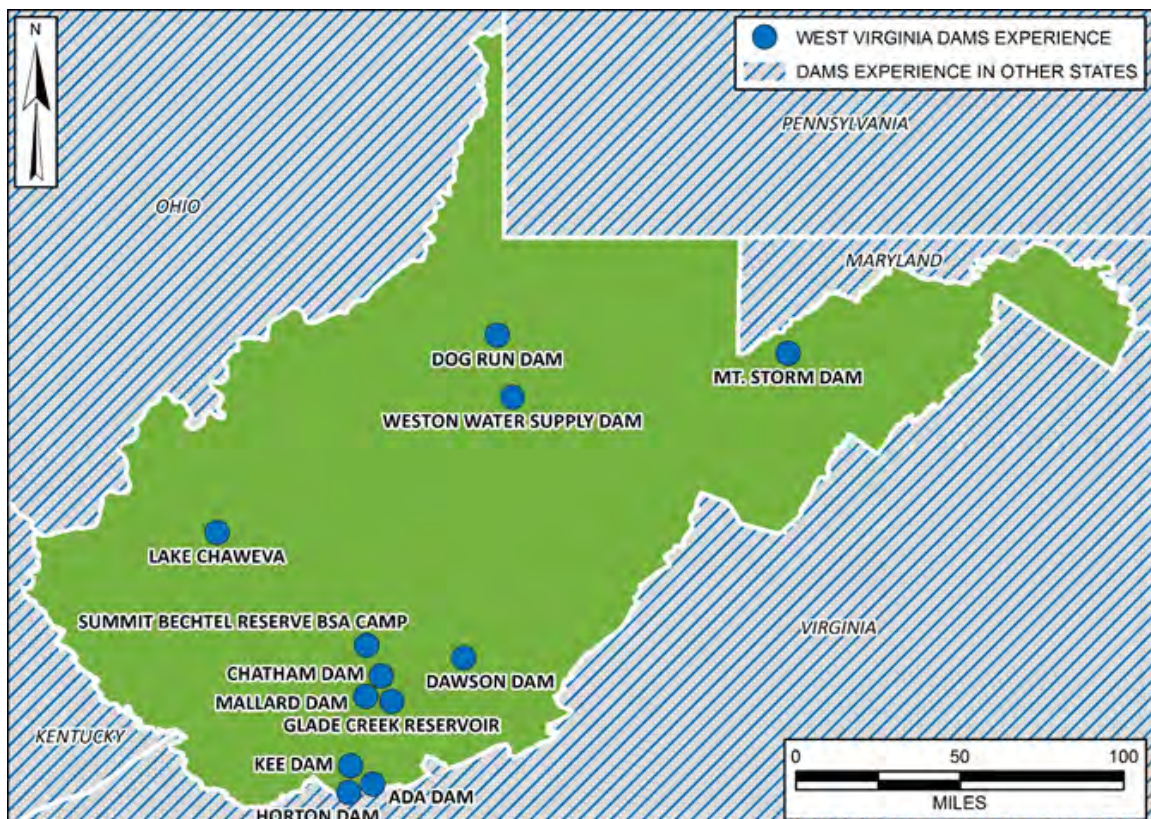 N
WEST VIRGINIA DAMS EXPERIENCE
DAMS EXPERIENCE IN OTHER STATES
PENNSYLVANIA
OHIO
MARYLAND
DOG RUN DAM
MT. STORM DAM
WESTON WATER SUPPLY DAM
LAKE CHAWEVA
SUMMIT BECHTEL RESERVE BSA CAMP
VIRGINIA
CHATHAM DAM
DAWSON DAM
MALLARD DAM
GLADE CREEK RESERVOIR
KENTUCKY
KEE DAM
0 50 100
ADA DAM
MILES
HORTON DAM